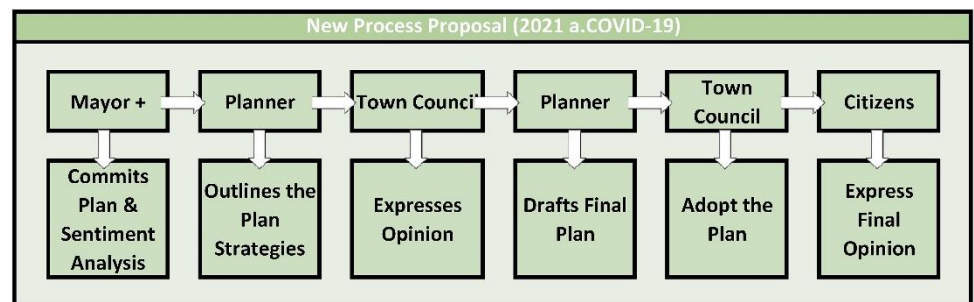 New Process Proposal (2021 a.COVID-19)
Mayor +
Planner
Town Council
Planner
Town
Council
Citizens
Commits
Plan &
Sentiment
Analysis
Outlines the
Plan
Strategies
Expresses
Opinion
Drafts Final
Plan
Adopt the
Plan
Express
Final
Opinion